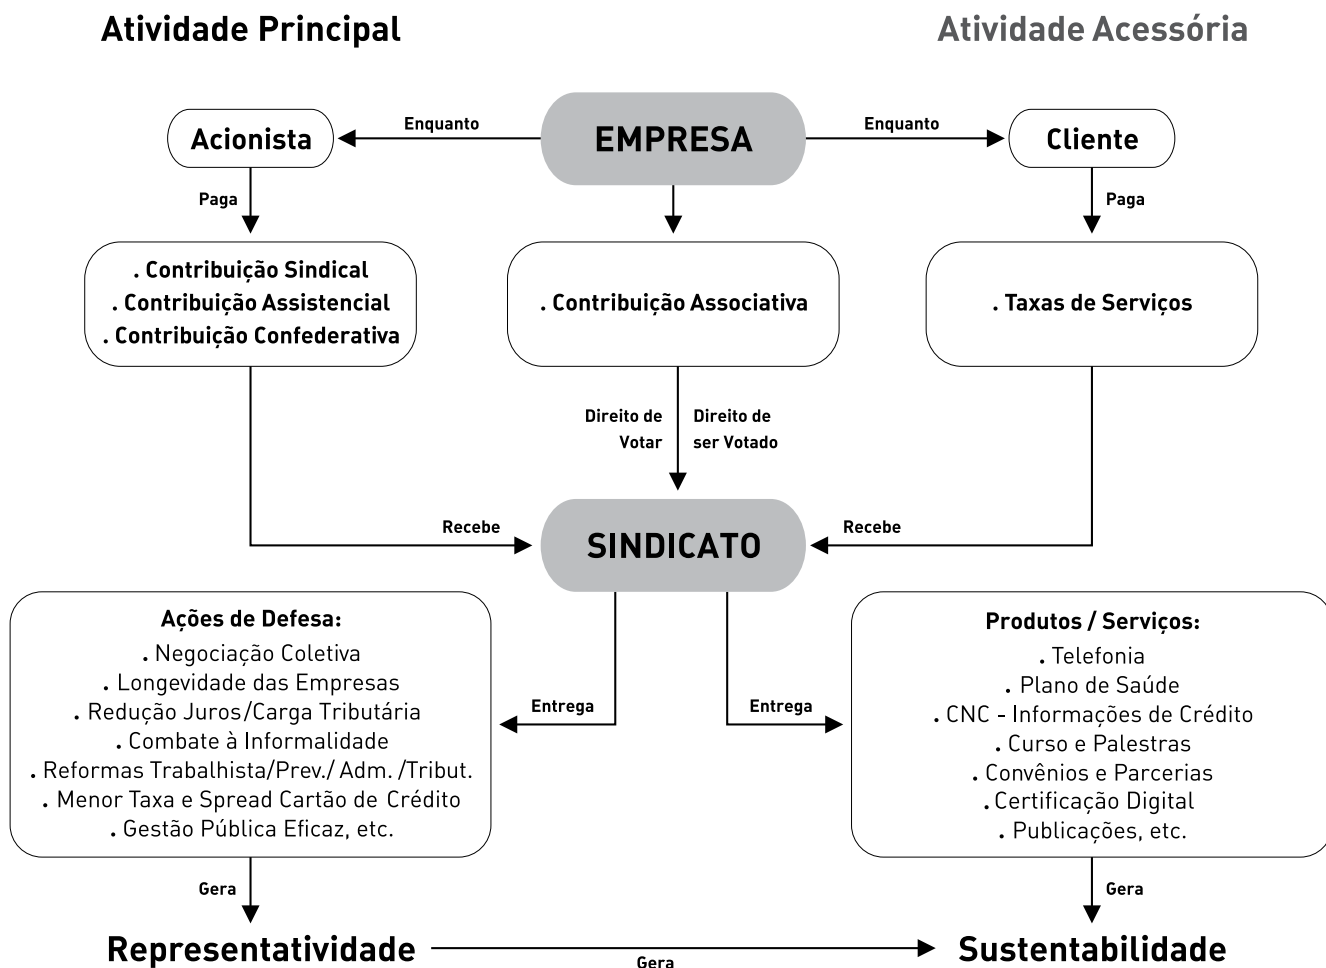 Atividade Principal
Atividade Acessória
Acionista
Enquanto
EMPRESA
Enquanto
Cliente
Paga
Paga
. Contribuição Sindical
. Contribuição Assistencial
. Contribuição Confederativa
. Contribuição Associativa
. Taxas de Serviços
Direito de
Votar
Direito de
ser Votado
Recebe
SINDICATO
Recebe
Ações de Defesa:
. Negociação Coletiva
. Longevidade das Empresas
. Redução Juros/Carga Tributária
. Combate à Informalidade
. Reformas Trabalhista/Prev./ Adm. /Tribut.
. Menor Taxa e Spread Cartão de Crédito
. Gestão Pública Eficaz, etc.
Entrega
Entrega
Produtos / Serviços:
. Telefonia
. Plano de Saúde
. CNC - Informações de Crédito
. Curso e Palestras
. Convênios e Parcerias
. Certificação Digital
. Publicações, etc.
Gera
Gera
Representatividade
Gera
Sustentabilidade